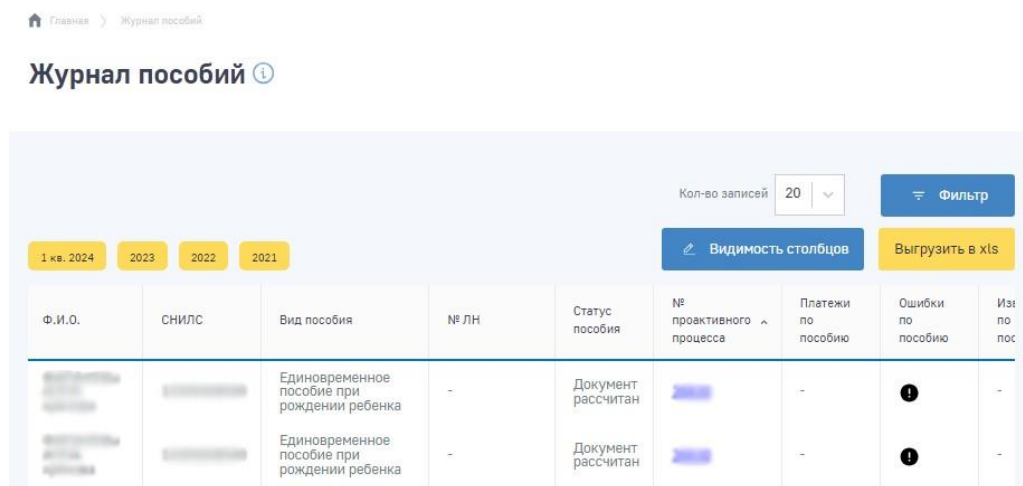 Главная
Журнал пособий
Журнал пособий
Кол-во записей 20 Фильтр
1 кв. 2024 2023 2022 2021 Видимость столбцов Выгрузить в xls
Ф.И.О.
СНИЛС
Вид пособия
№ ЛН
Статус
пособия
№
проактивного
процесса
Платежи
по
пособию
Ошибки
по
пособию
по
Единовременное
пособие при
рождении ребенка
-
Документ
рассчитан
-
-
Единовременное
пособие при
рождении ребенка
-
Документ
рассчитан
-
-